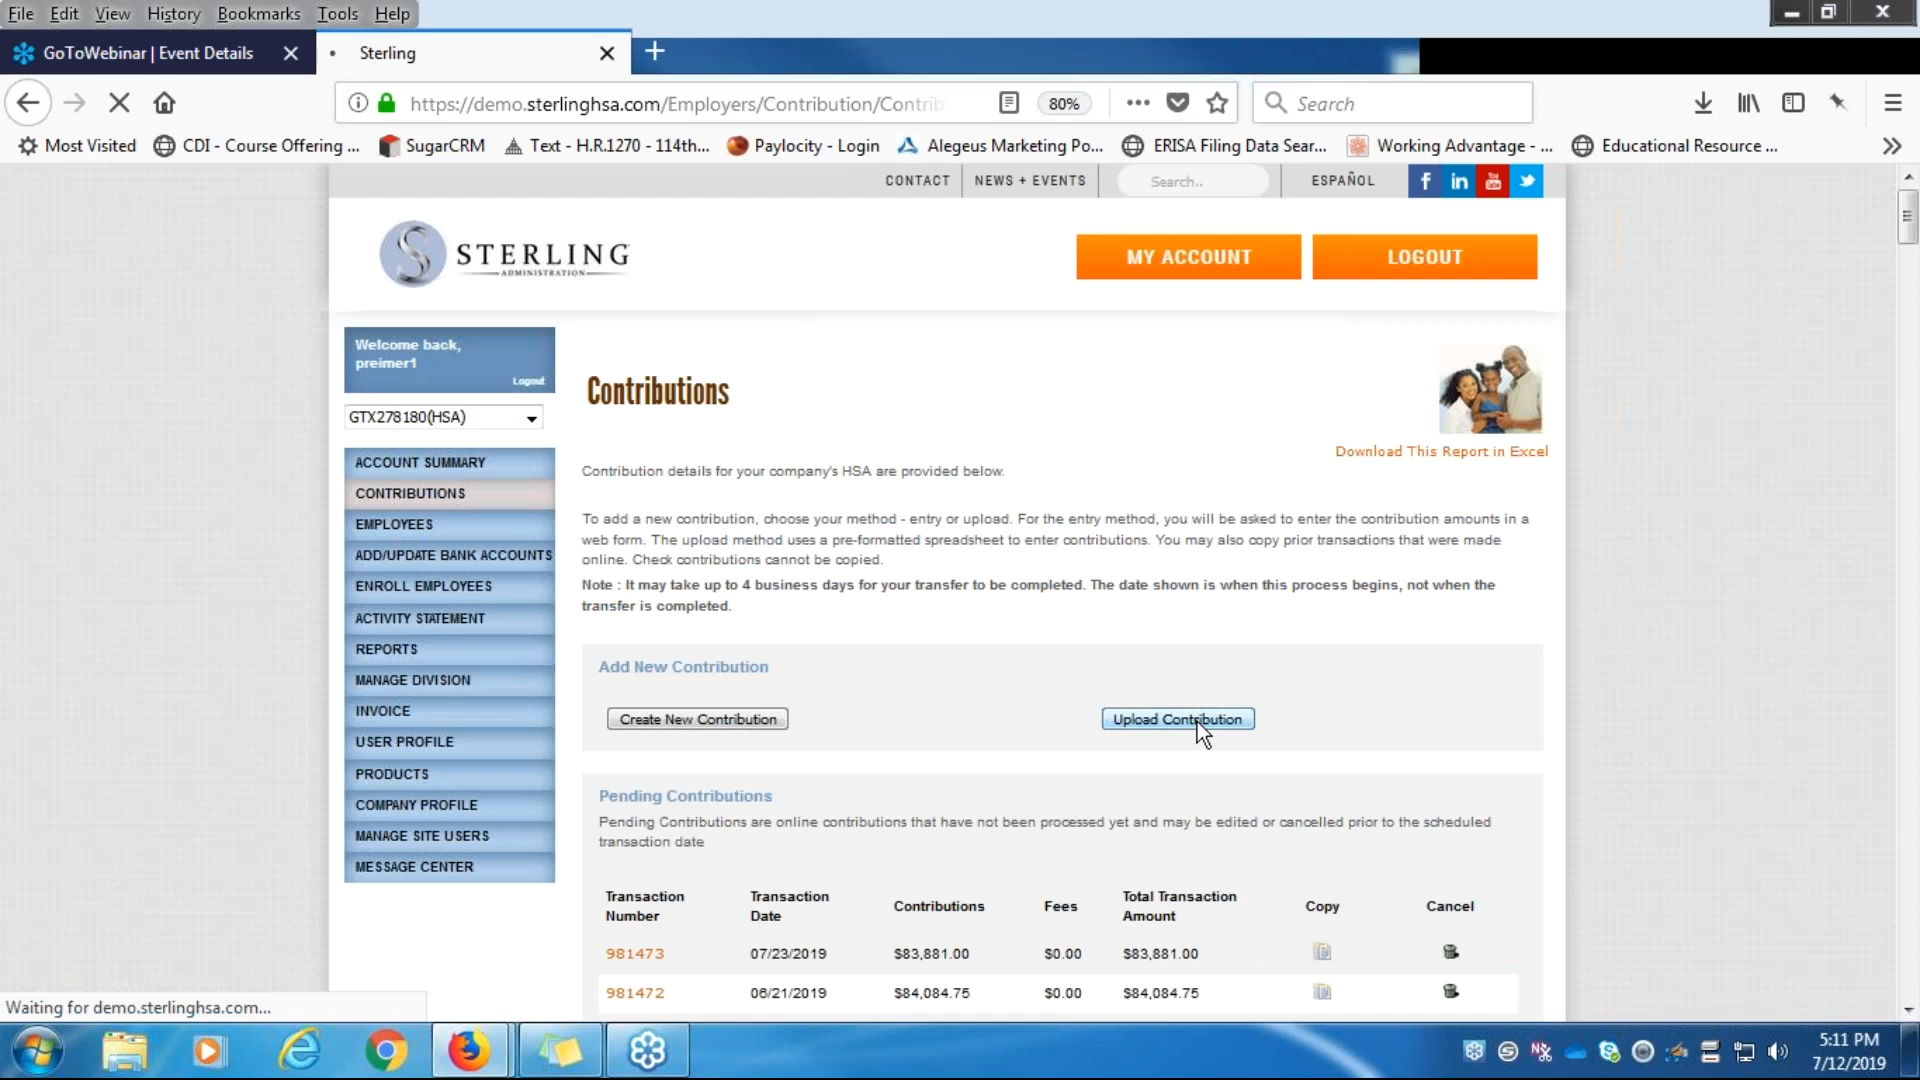 File Edit View History Bookmarks Tools Help
GoToWebinar | Event Details
Sterling
https://demo.sterlinghsa.com/Employers/Contribution/Contrib
80%
Search
Most Visited
CDI - Course Offering ...
SugarCRM
Text - H.R.1270 - 114th...
Paylocity - Login
Alegeus Marketing Po...
ERISA Filing Data Sear...
Working Advantage - ...
Educational Resource ...
CONTACT
NEWS + EVENTS
Search..
ESPAÑOL
STERLING
ADMINISTRATION
MY ACCOUNT
LOGOUT
Welcome back,
preimer1
Logout
GTX278180(HSA)
ACCOUNT SUMMARY
CONTRIBUTIONS
EMPLOYEES
ADD/UPDATE BANK ACCOUNTS
ENROLL EMPLOYEES
ACTIVITY STATEMENT
REPORTS
MANAGE DIVISION
INVOICE
USER PROFILE
PRODUCTS
COMPANY PROFILE
MANAGE SITE USERS
MESSAGE CENTER
Contributions
Download This Report in Excel
Contribution details for your company's HSA are provided below.
To add a new contribution, choose your method - entry or upload. For the entry method, you will be asked to enter the contribution amounts in a
web form. The upload method uses a pre-formatted spreadsheet to enter contributions. You may also copy prior transactions that were made
online. Check contributions cannot be copied.
Note : It may take up to 4 business days for your transfer to be completed. The date shown is when this process begins, not when the
transfer is completed.
Add New Contribution
Create New Contribution
Upload Contribution
Pending Contributions
Pending Contributions are online contributions that have not been processed yet and may be edited or cancelled prior to the scheduled
transaction date
Transaction Number
Transaction Date
Contributions
Fees
Total Transaction Amount
Copy
Cancel
981473 07/23/2019 $83,881.00 $0.00 $83,881.00
981472 06/21/2019 $84,084.75 $0.00 $84,084.75
Waiting for demo.sterlinghsa.com...
5:11 PM
7/12/2019